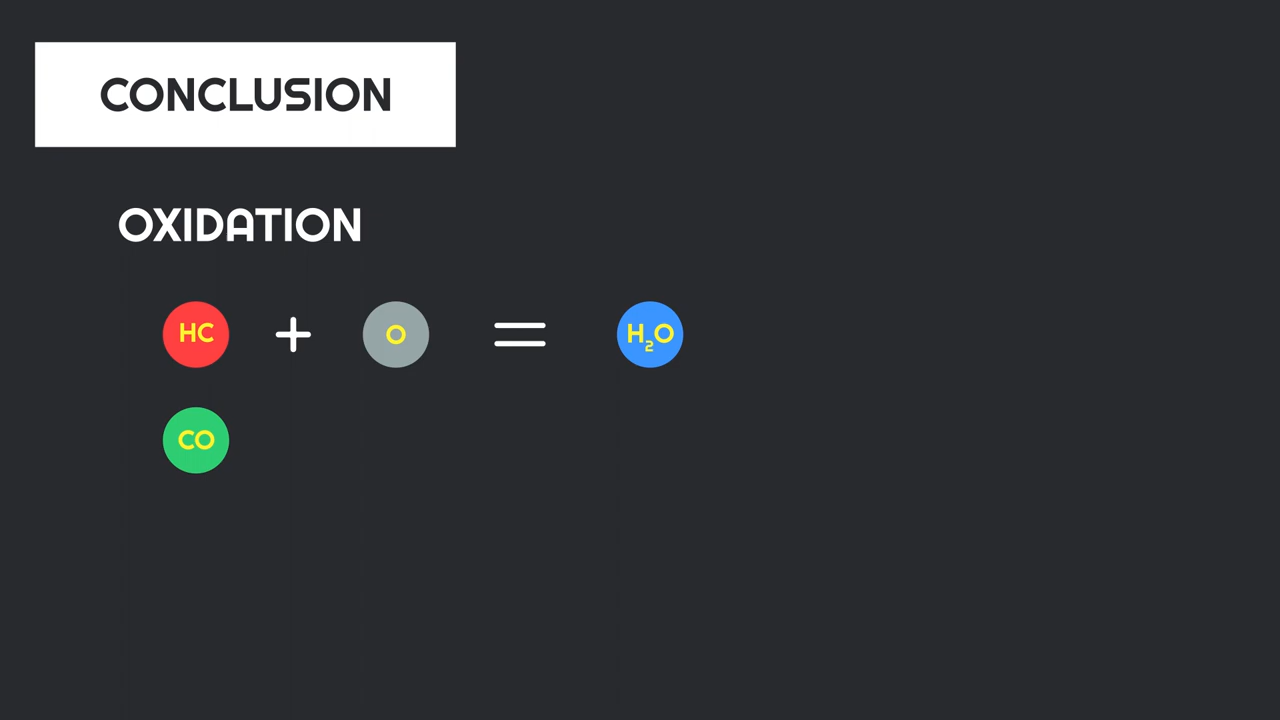 CONCLUSION
OXIDATION
HC + O = H₂O
CO